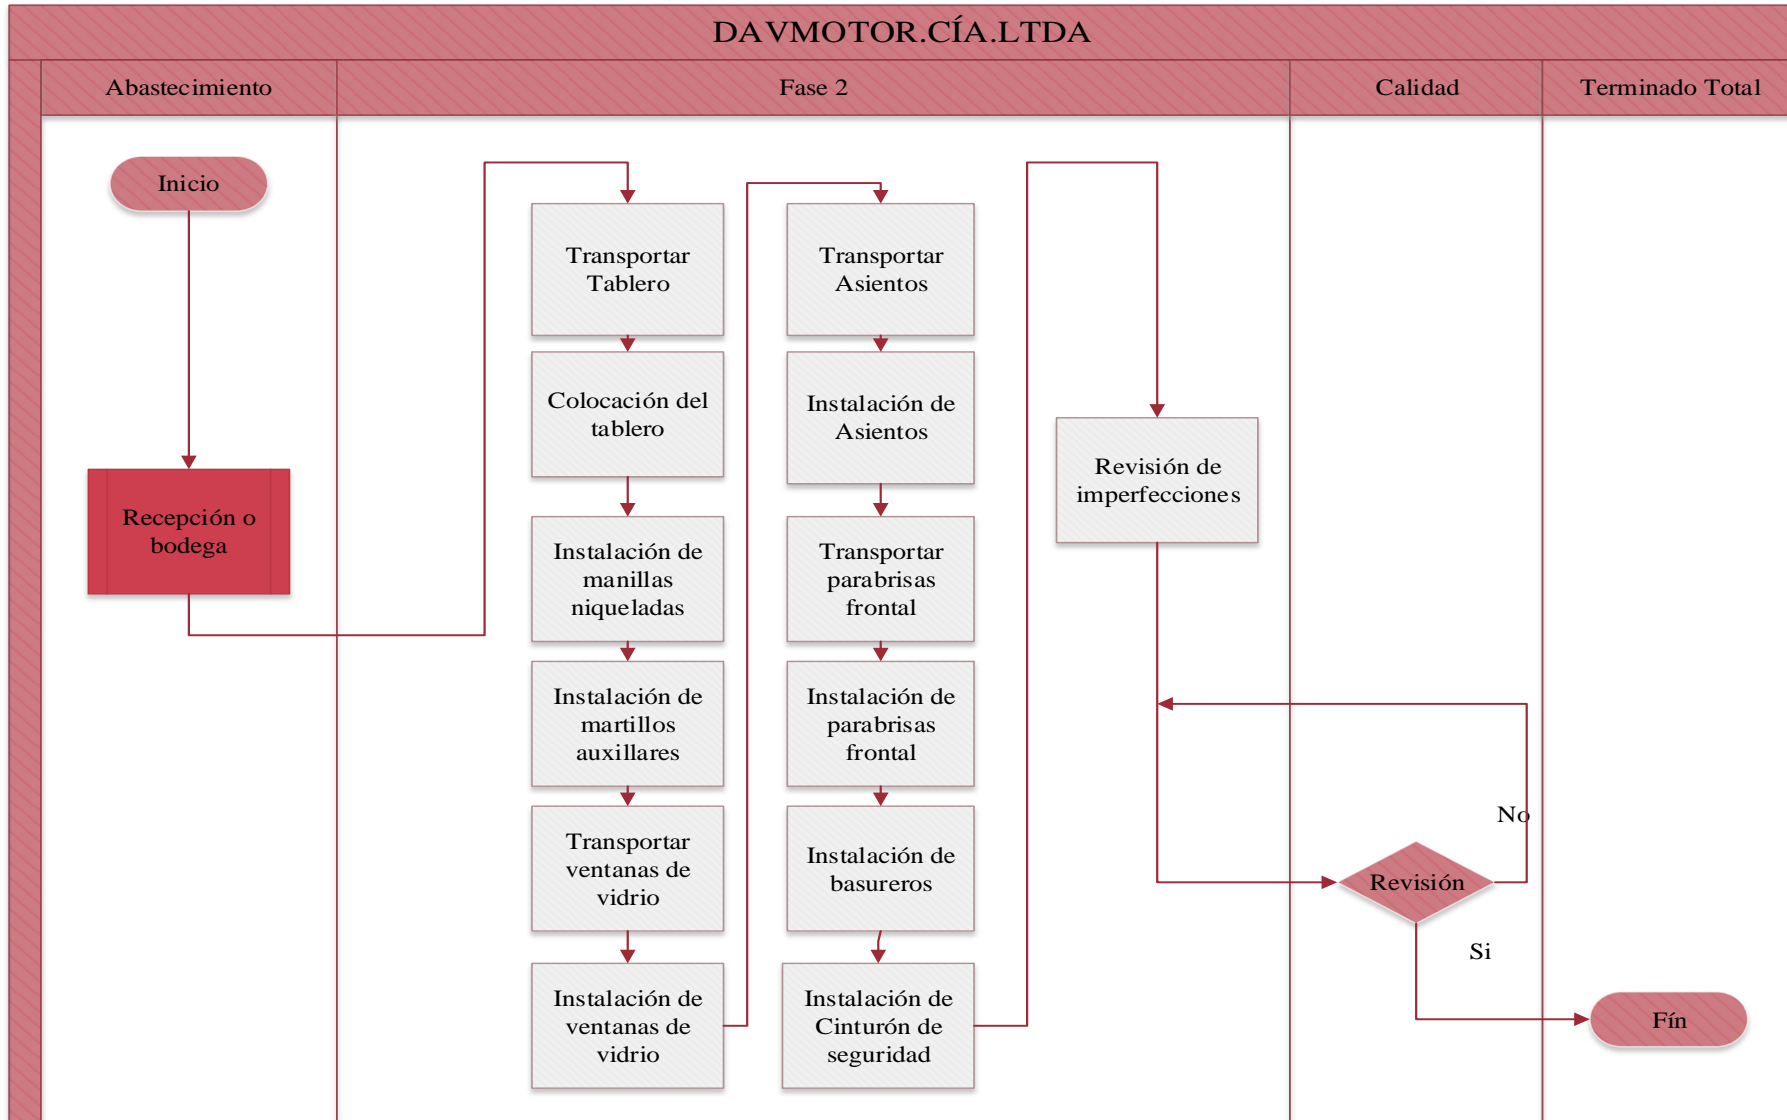 DAVMOTOR.CÍA.LTDA
Abastecimiento
Fase 2
Calidad
Terminado Total
Inicio
Recepción o
bodega
Transportar
Tablero
Colocación del
tablero
Instalación de
manillas
niqueladas
Instalación de
martillos
auxillares
Transportar
ventanas de
vidrio
Instalación de
ventanas de
vidrio
Transportar
Asientos
Instalación de
Asientos
Transportar
parabrisas
frontal
Instalación de
parabrisas
frontal
Instalación de
basureros
Instalación de
Cinturón de
seguridad
Revisión de
imperfecciones
Revisión
No
Si
Fín